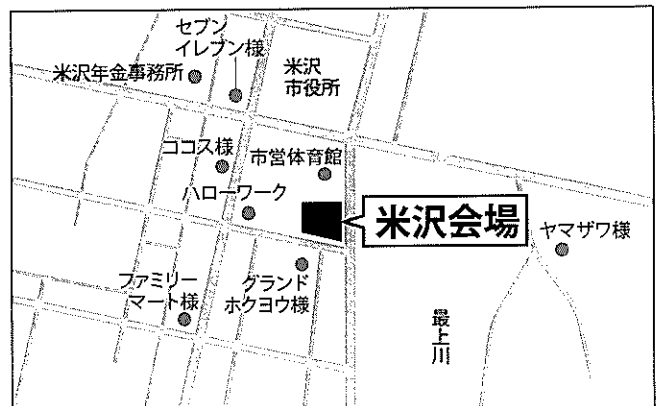 セブン
イレブン様
米沢年金事務所
米沢
市役所
ココス様
市営体育館
ハローワーク
米沢会場
ヤマザワ様
ファミリー
マート様
グランド
ホクヨウ様
最上川